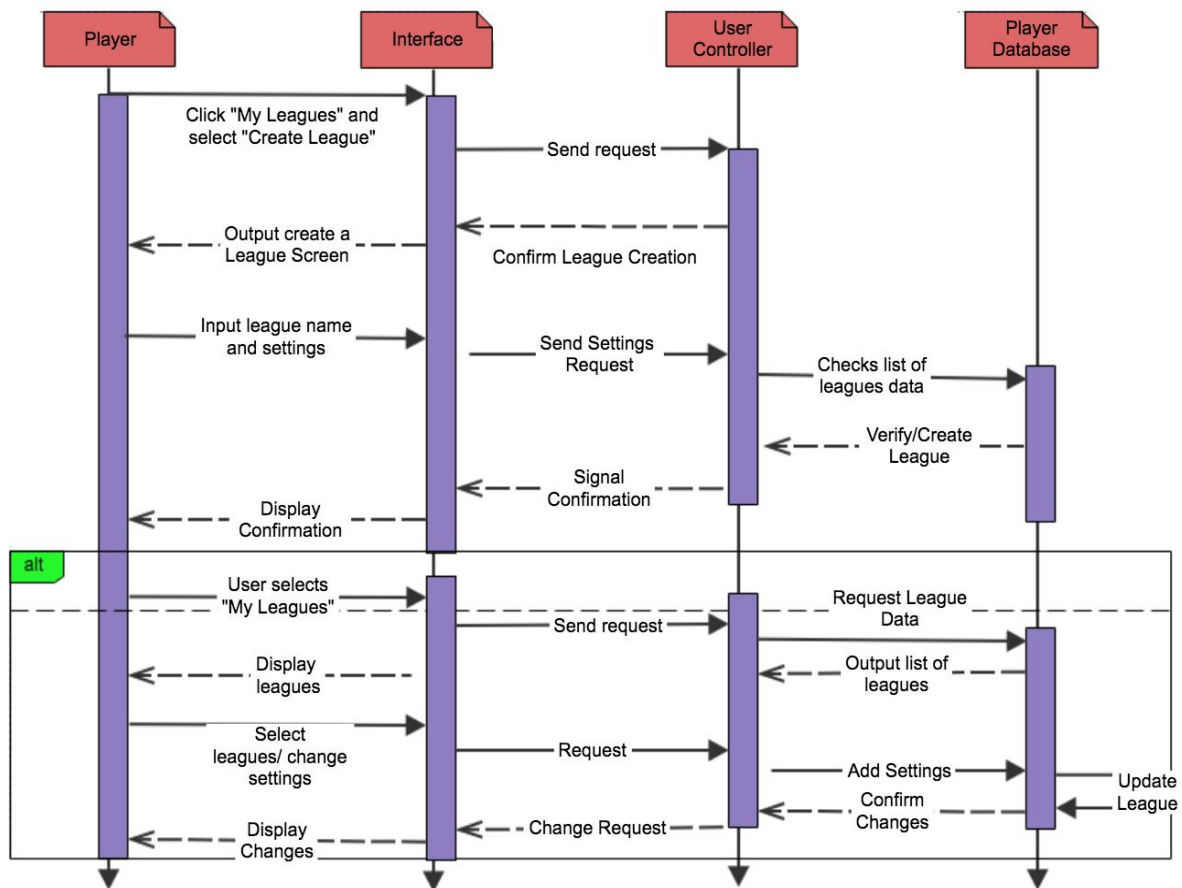 Player
Interface
User
Controller
Player
Database
Click "My Leagues" and
select "Create League"
Send request
Output create a
League Screen
Confirm League Creation
Input league name
and settings
Send Settings
Request
Checks list of
leagues data
Verify/Create
League
Signal
Confirmation
Display
Confirmation
alt
User selects
"My Leagues"
Send request
Request League
Data
Display
leagues
Output list of
leagues
Select
leagues/ change
settings
Request
Add Settings
Update
League
Confirm
Changes
Change Request
Display
Changes